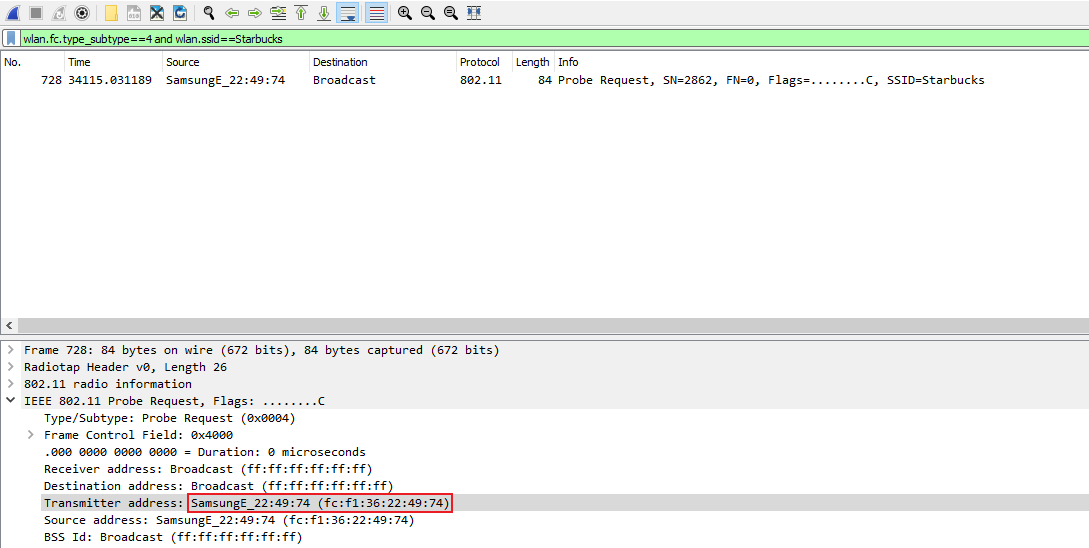 wlan.fc.type_subtype==4 and wlan.ssid==Starbucks
No. Time Source Destination Protocol Length Info
728 34115.031189 SamsungE_22:49:74 Broadcast 802.11 84 Probe Request, SN=2862, FN=0, Flags=........C, SSID=Starbucks
Frame 728: 84 bytes on wire (672 bits), 84 bytes captured (672 bits)
Radiotap Header v0, Length 26
802.11 radio information
IEEE 802.11 Probe Request, Flags: ........C
Type/Subtype: Probe Request (0x0004)
Frame Control Field: 0x4000
.000 0000 0000 0000 = Duration: 0 microseconds
Receiver address: Broadcast (ff:ff:ff:ff:ff:ff)
Destination address: Broadcast (ff:ff:ff:ff:ff:ff)
Transmitter address: SamsungE_22:49:74 (fc:f1:36:22:49:74)
Source address: SamsungE_22:49:74 (fc:f1:36:22:49:74)
BSS Id: Broadcast (ff:ff:ff:ff:ff:ff)